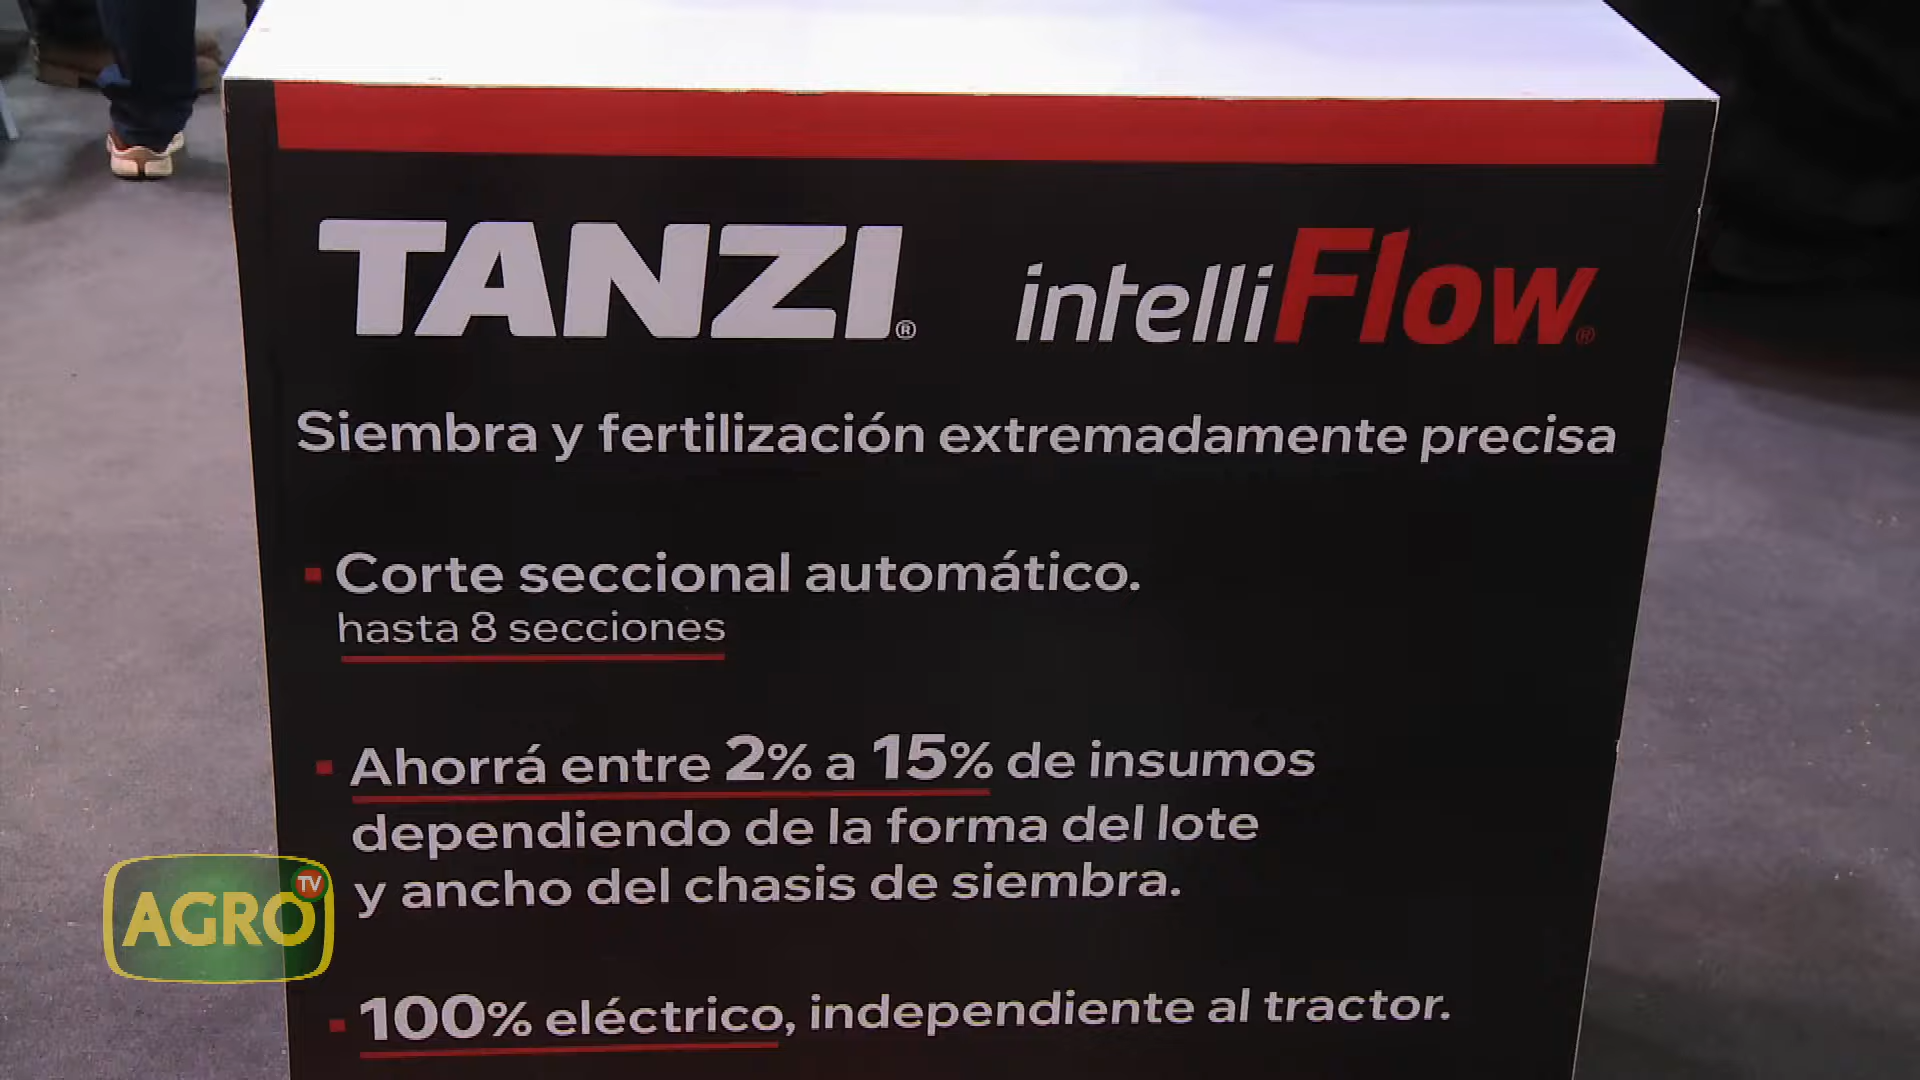 TANZI® intelliFlow®
Siembra y fertilización extremadamente precisa
Corte seccional automático.
hasta 8 secciones
Ahorrá entre 2% a 15% de insumos
dependiendo de la forma del lote
y ancho del chasis de siembra.
100% eléctrico, independiente al tractor.
AGRO TV